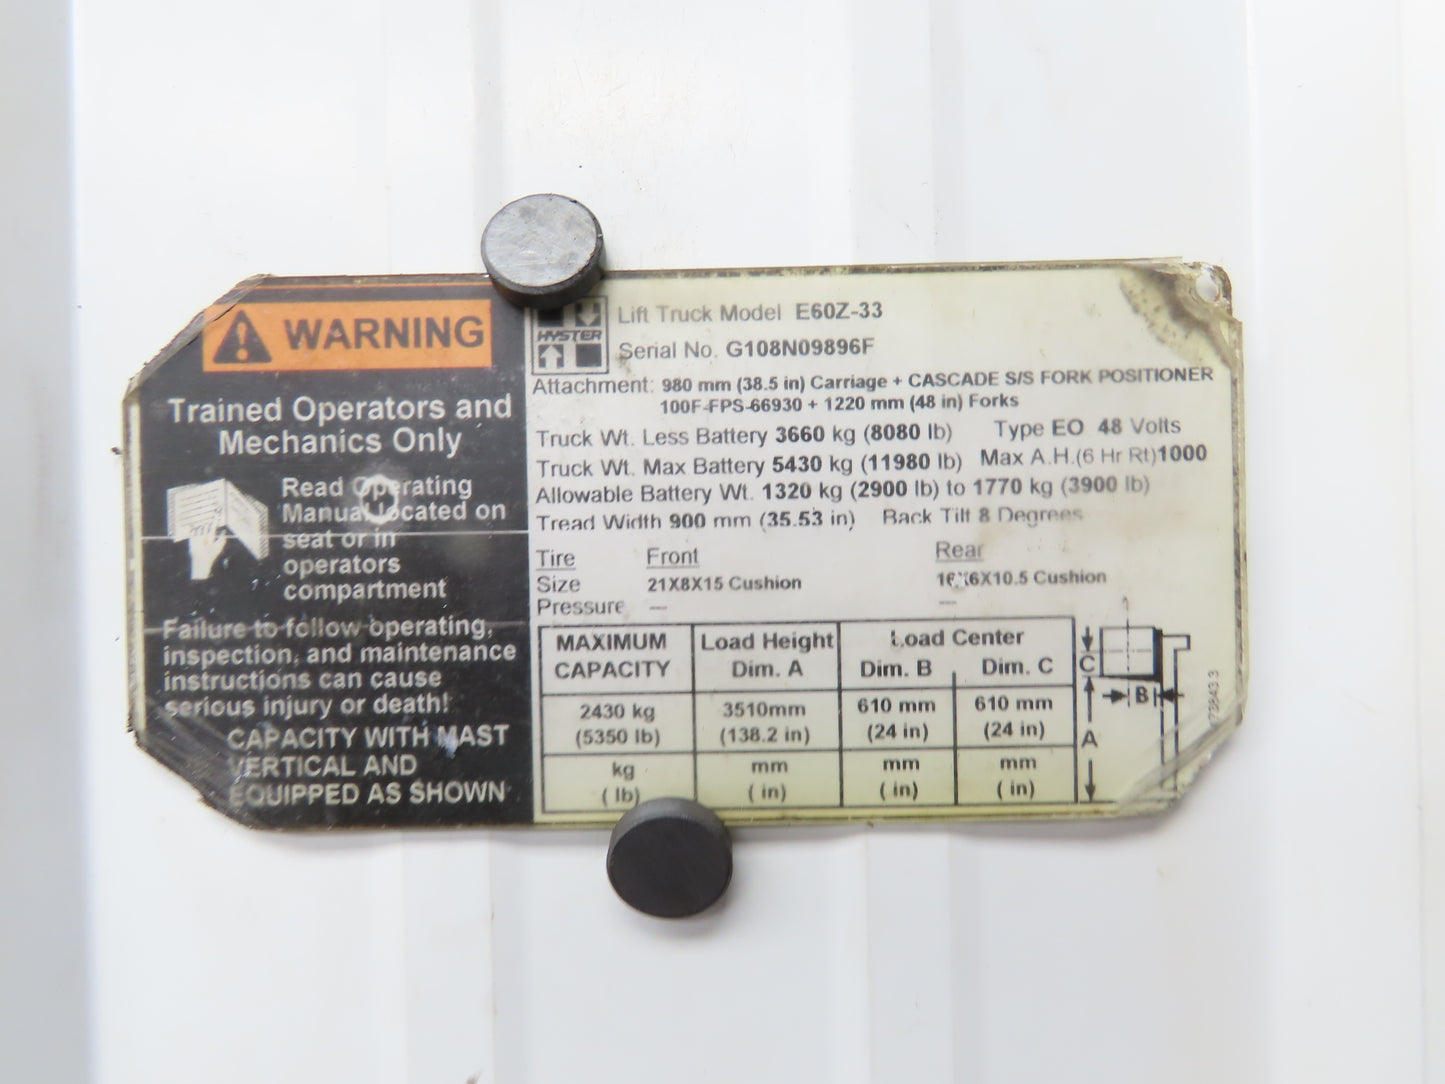 WARNING
Trained Operators and
Mechanics Only
Read Operating
Manual located on
seat or in
operators
compartment
Failure to follow operating,
inspection, and maintenance
instructions can cause
serious injury or death!
CAPACITY WITH MAST
VERTICAL AND
EQUIPPED AS SHOWN
HYSTER
Lift Truck Model E60Z-33
Serial No. G108N09896F
Attachment: 980 mm (38.5 in) Carriage + CASCADE S/S FORK POSITIONER
100F-FPS-66930 + 1220 mm (48 in) Forks
Truck Wt. Less Battery 3660 kg (8080 lb) Type EO 48 Volts
Truck Wt. Max Battery 5430 kg (11980 lb) Max A.H.(6 Hr Rt)1000
Allowable Battery Wt. 1320 kg (2900 lb) to 1770 kg (3900 lb)
Tread Width 900 mm (35.53 in) Back Tilt 8 Degrees
Tire Front Rear
Size 21X8X15 Cushion 16X6X10.5 Cushion
Pressure — —
MAXIMUM Load Height Load Center
CAPACITY Dim. A Dim. B Dim. C
2430 kg 3510mm 610 mm 610 mm
(5350 lb) (138.2 in) (24 in) (24 in)
kg mm mm mm
( lb) ( in) ( in) ( in)
C
B
A